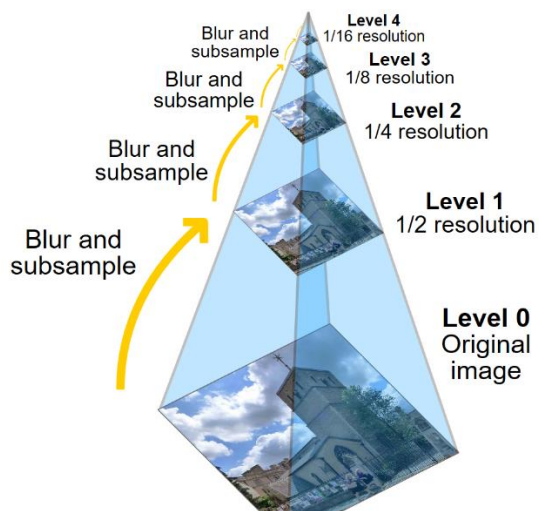 Level 4
1/16 resolution
Blur and
subsample
Level 3
1/8 resolution
Blur and
subsample
Level 2
1/4 resolution
Blur and
subsample
Level 1
1/2 resolution
Blur and
subsample
Level 0
Original
image